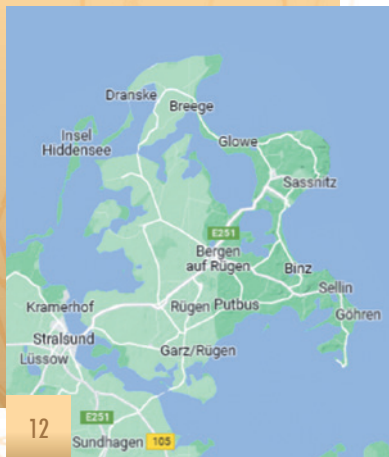 Dranske
Breege
Insel
Hiddensee
Glowe
Sassnitz
E251
Bergen
auf Rügen
Binz
Sellin
Kramerhof
Rügen
Putbus
Göhren
Stralsund
Garz/Rügen
Lüssow
E251
12
Sundhagen
105